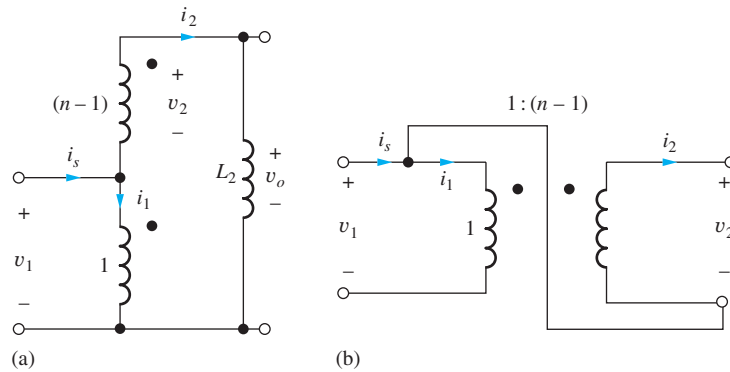 i₂
(n – 1)
+
v₂
–
iₛ
i₁
L₂
+
vₒ
–
+
v₁
–
1
(a)
1 : (n – 1)
iₛ
i₁
i₂
+
v₁
–
1
+
v₂
–
(b)